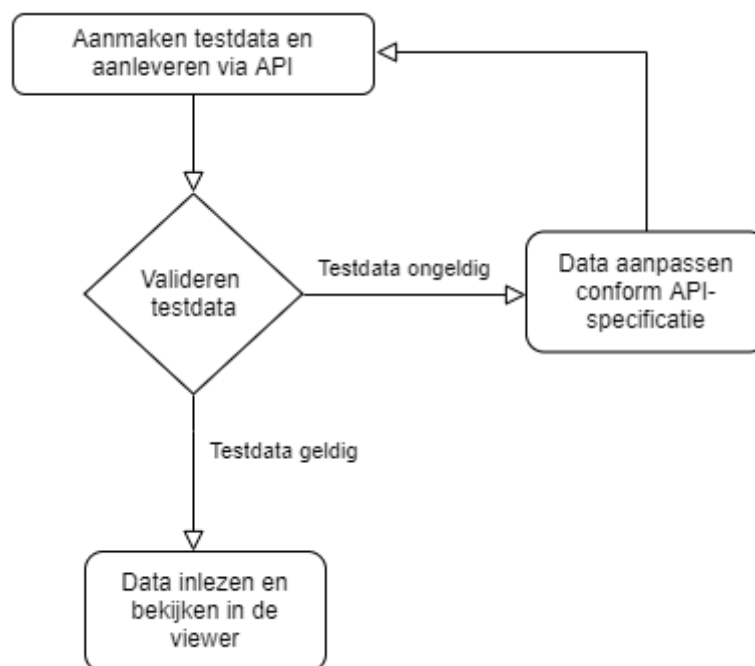 Aanmaken testdata en
aanleveren via API
Valideren
testdata
Testdata ongeldig
Data aanpassen
conform API-
specificatie
Testdata geldig
Data inlezen en
bekijken in de
viewer